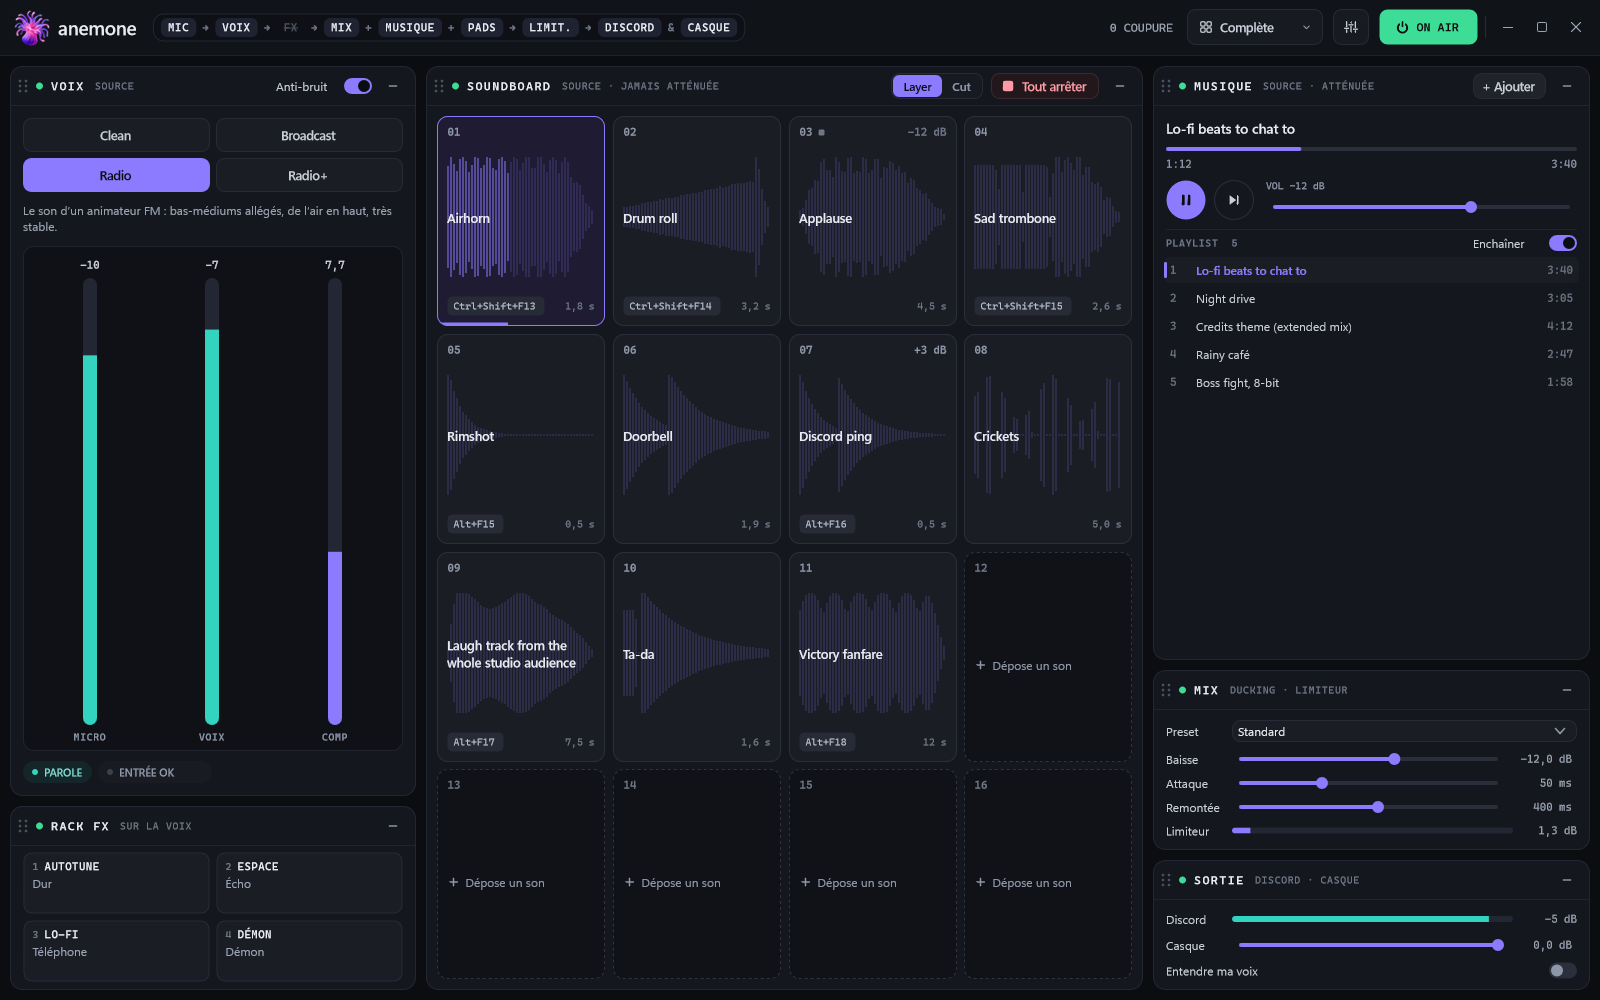 anemone
MIC → VOIX → FX → MIX + MUSIQUE + PADS → LIMIT. → DISCORD & CASQUE
0 COUPURE
Complète
ON AIR
VOIX SOURCE
Anti-bruit
Clean
Broadcast
Radio
Radio+
Le son d'un animateur FM : bas-médiums allégés, de l'air en haut, très
stable.
−10
−7
7,7
MICRO
VOIX
COMP
PAROLE
ENTRÉE OK
RACK FX SUR LA VOIX
1 AUTOTUNE
Dur
2 ESPACE
Écho
3 LO-FI
Téléphone
4 DÉMON
Démon
SOUNDBOARD SOURCE · JAMAIS ATTÉNUÉE
Layer
Cut
Tout arrêter
01
Airhorn
Ctrl+Shift+F13
1,8 s
02
Drum roll
Ctrl+Shift+F14
3,2 s
03
−12 dB
Applause
4,5 s
04
Sad trombone
Ctrl+Shift+F15
2,6 s
05
Rimshot
Alt+F15
0,5 s
06
Doorbell
1,9 s
07
+3 dB
Discord ping
Alt+F16
0,5 s
08
Crickets
5,0 s
09
Laugh track from the
whole studio audience
Alt+F17
7,5 s
10
Ta-da
1,6 s
11
Victory fanfare
Alt+F18
12 s
12
+ Dépose un son
13
+ Dépose un son
14
+ Dépose un son
15
+ Dépose un son
16
+ Dépose un son
MUSIQUE SOURCE · ATTÉNUÉE
+ Ajouter
Lo-fi beats to chat to
1:12
3:40
VOL −12 dB
PLAYLIST 5
Enchaîner
1 Lo-fi beats to chat to 3:40
2 Night drive 3:05
3 Credits theme (extended mix) 4:12
4 Rainy café 2:47
5 Boss fight, 8-bit 1:58
MIX DUCKING · LIMITEUR
Preset Standard
Baisse −12,0 dB
Attaque 50 ms
Remontée 400 ms
Limiteur 1,3 dB
SORTIE DISCORD · CASQUE
Discord −5 dB
Casque 0,0 dB
Entendre ma voix